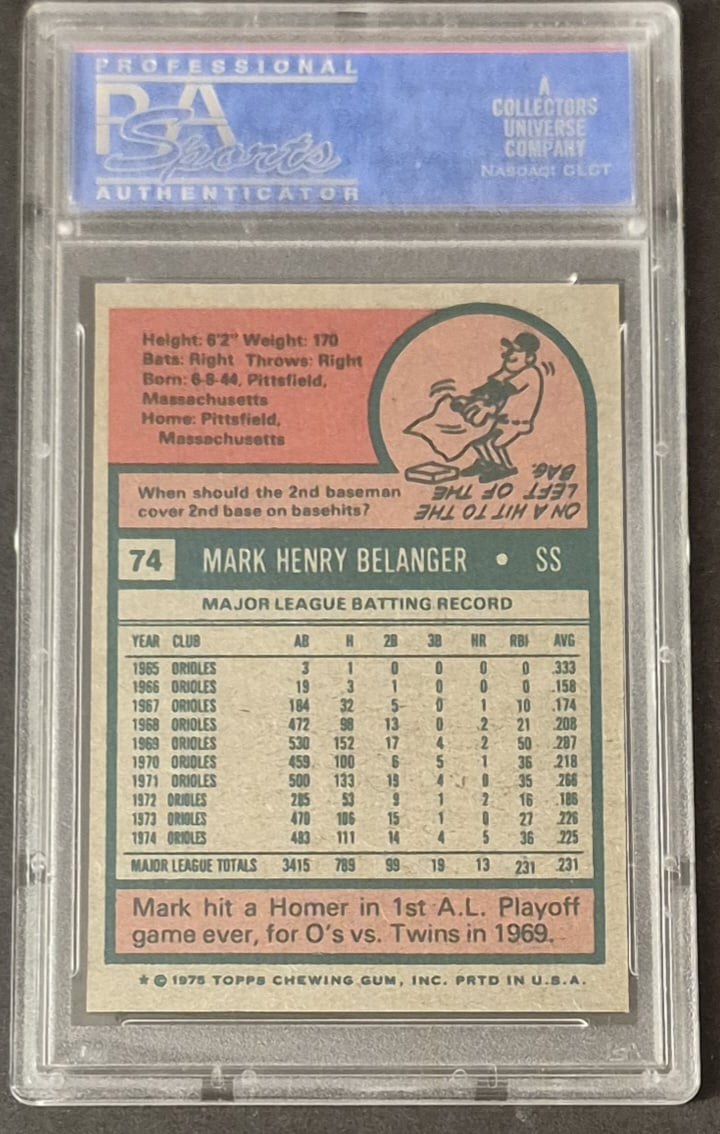 PROFESSIONAL
PSA
Sports
AUTHENTICATOR
A
COLLECTORS
UNIVERSE
COMPANY
NASDAQ: CLCT
Height: 6'2" Weight: 170
Bats: Right Throws: Right
Born: 6-8-44, Pittsfield,
Massachusetts
Home: Pittsfield,
Massachusetts
When should the 2nd baseman
cover 2nd base on basehits?
ON A HIT TO THE
LEFT OF THE
BAG.
74 MARK HENRY BELANGER • SS
MAJOR LEAGUE BATTING RECORD
YEAR CLUB AB H 2B 3B HR RBI AVG
1965 ORIOLES 3 1 0 0 0 0 .333
1966 ORIOLES 19 3 1 0 0 0 .158
1967 ORIOLES 184 32 5 0 1 10 .174
1968 ORIOLES 472 98 13 0 2 21 .208
1969 ORIOLES 530 152 17 4 2 50 .287
1970 ORIOLES 459 100 6 5 1 36 .218
1971 ORIOLES 500 133 19 4 0 35 .266
1972 ORIOLES 285 53 9 1 2 16 .186
1973 ORIOLES 470 106 15 1 0 27 .226
1974 ORIOLES 493 111 14 4 5 36 .225
MAJOR LEAGUE TOTALS 3415 789 99 19 13 231 .231
Mark hit a Homer in 1st A.L. Playoff
game ever, for O's vs. Twins in 1969.
★ © 1975 TOPPS CHEWING GUM, INC. PRTD IN U.S.A.